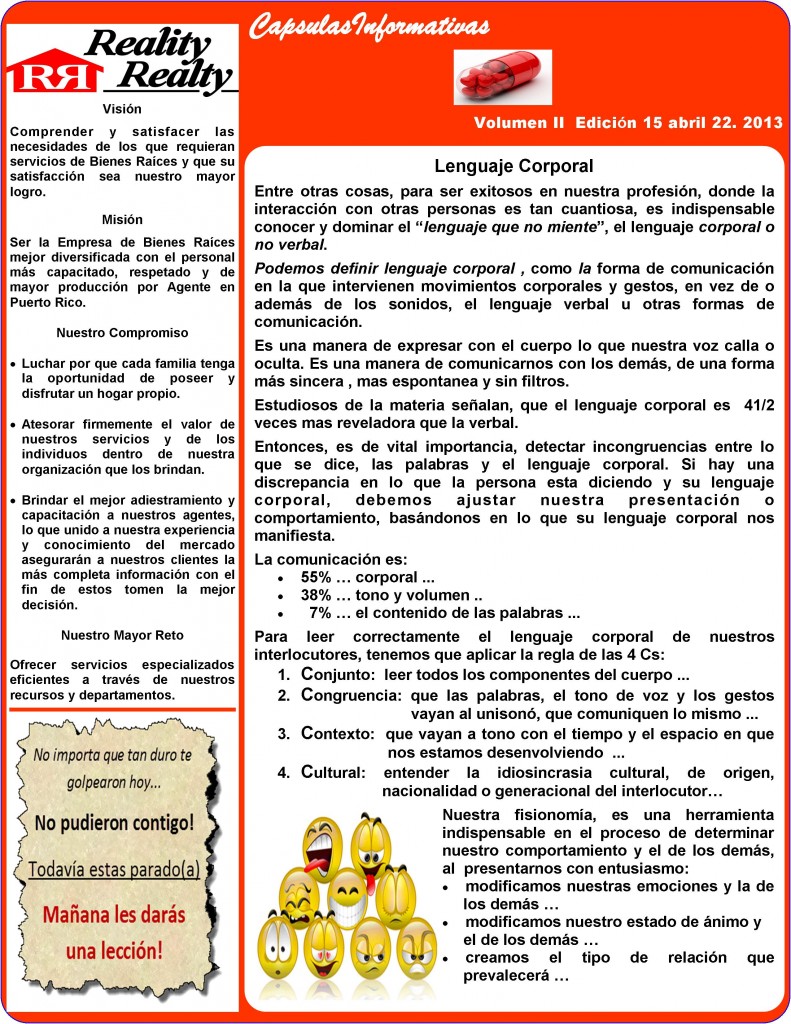 CapsulasInformativas
Volumen II Edición 15 abril 22. 2013
Reality
RR Realty
Visión
Comprender y satisfacer las
necesidades de los que requieran
servicios de Bienes Raíces y que su
satisfacción sea nuestro mayor
logro.
Misión
Ser la Empresa de Bienes Raíces
mejor diversificada con el personal
más capacitado, respetado y de
mayor producción por Agente en
Puerto Rico.
Nuestro Compromiso
• Luchar por que cada familia tenga
la oportunidad de poseer y
disfrutar un hogar propio.
• Atesorar firmemente el valor de
nuestros servicios y de los
individuos dentro de nuestra
organización que los brindan.
• Brindar el mejor adiestramiento y
capacitación a nuestros agentes,
lo que unido a nuestra experiencia
y conocimiento del mercado
asegurarán a nuestros clientes la
más completa información con el
fin de estos tomen la mejor
decisión.
Nuestro Mayor Reto
Ofrecer servicios especializados
eficientes a través de nuestros
recursos y departamentos.
No importa que tan duro te
golpearon hoy...
No pudieron contigo!
Todavía estas parado(a)
Mañana les darás
una lección!
Lenguaje Corporal
Entre otras cosas, para ser exitosos en nuestra profesión, donde la
interacción con otras personas es tan cuantiosa, es indispensable
conocer y dominar el “lenguaje que no miente”, el lenguaje corporal o
no verbal.
Podemos definir lenguaje corporal , como la forma de comunicación
en la que intervienen movimientos corporales y gestos, en vez de o
además de los sonidos, el lenguaje verbal u otras formas de
comunicación.
Es una manera de expresar con el cuerpo lo que nuestra voz calla o
oculta. Es una manera de comunicarnos con los demás, de una forma
más sincera , mas espontanea y sin filtros.
Estudiosos de la materia señalan, que el lenguaje corporal es 41/2
veces mas reveladora que la verbal.
Entonces, es de vital importancia, detectar incongruencias entre lo
que se dice, las palabras y el lenguaje corporal. Si hay una
discrepancia en lo que la persona esta diciendo y su lenguaje
corporal, debemos ajustar nuestra presentación o
comportamiento, basándonos en lo que su lenguaje corporal nos
manifiesta.
La comunicación es:
• 55% … corporal ...
• 38% … tono y volumen ..
• 7% … el contenido de las palabras ...
Para leer correctamente el lenguaje corporal de nuestros
interlocutores, tenemos que aplicar la regla de las 4 Cs:
1. Conjunto: leer todos los componentes del cuerpo ...
2. Congruencia: que las palabras, el tono de voz y los gestos
vayan al unisonó, que comuniquen lo mismo ...
3. Contexto: que vayan a tono con el tiempo y el espacio en que
nos estamos desenvolviendo ...
4. Cultural: entender la idiosincrasia cultural, de origen,
nacionalidad o generacional del interlocutor…
Nuestra fisionomía, es una herramienta
indispensable en el proceso de determinar
nuestro comportamiento y el de los demás,
al presentarnos con entusiasmo:
• modificamos nuestras emociones y la de
los demás …
• modificamos nuestro estado de ánimo y
el de los demás …
• creamos el tipo de relación que
prevalecerá …